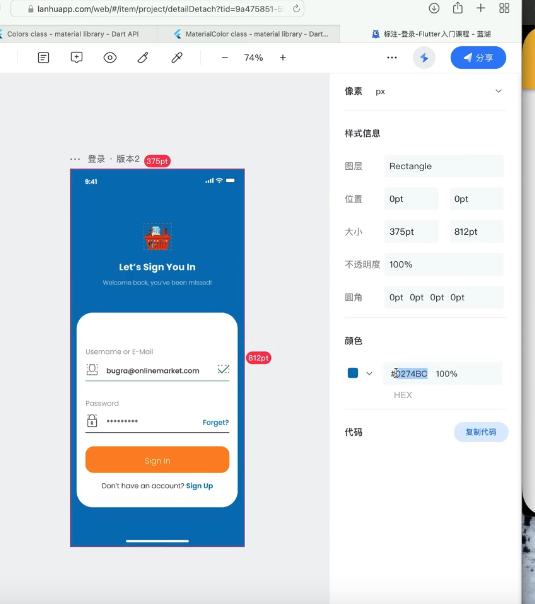 lanhuapp.com/web/#/item/project/detailDetach?tid=9a475851-5
Colors class - material library - Dart API
MaterialColor class - material library - Dart...
标注-登录-Flutter入门课程 - 蓝湖
74%
分享
像素 px
登录 · 版本2
375pt
样式信息
图层 Rectangle
位置 0pt 0pt
大小 375pt 812pt
不透明度 100%
圆角 0pt 0pt 0pt 0pt
颜色
#0274BC 100%
HEX
代码 复制代码
9:41
Let's Sign You In
Welcome back, you've been missed!
Username or E-Mail
bugra@onlinemarket.com
812pt
Password
Forget?
Sign In
Don't have an account? Sign Up